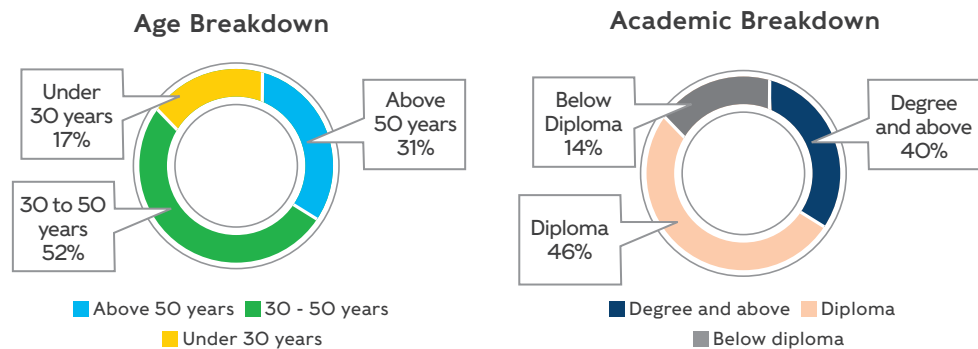 Age Breakdown
Under
30 years
17%
Above
50 years
31%
30 to 50
years
52%
Above 50 years
30 - 50 years
Under 30 years
Academic Breakdown
Below
Diploma
14%
Degree
and above
40%
Diploma
46%
Degree and above
Diploma
Below diploma